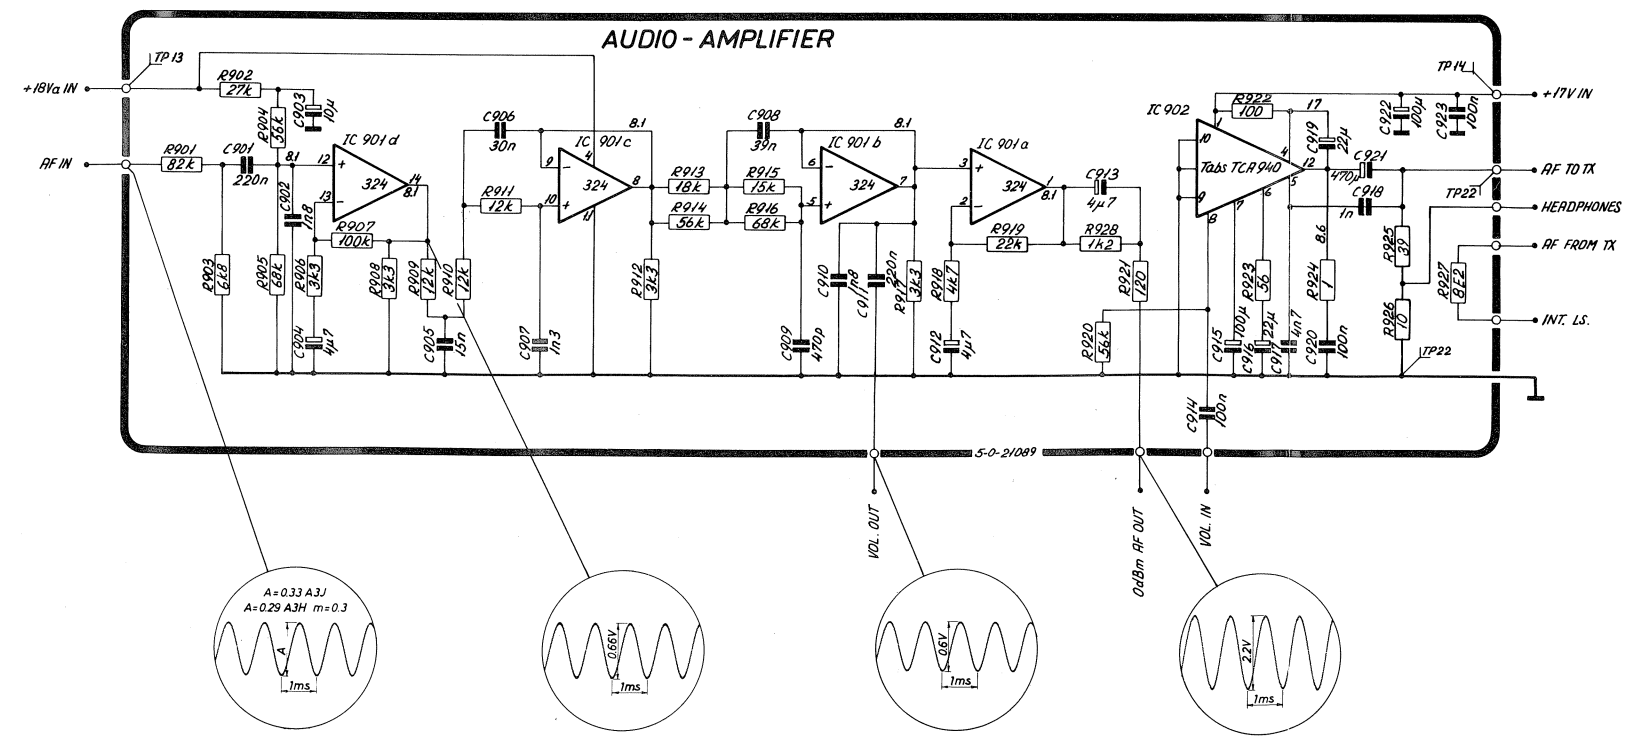 AUDIO-AMPLIFIER
TP13
+18Va IN
R902
27k
C903
10µ
R904
56k
R901
82k
C901
220n
8.1
AF IN
C902
1n8
IC 901d
12
+
13
-
324
14
8.1
R907
100k
R903
6k8
R905
68k
R906
3k3
C904
4µ7
R908
3k3
R909
12k
R910
12k
C905
15n
C906
30n
R911
12k
C907
1n3
IC 901c
9
-
4
10
+
324
8
11
8.1
R912
3k3
R913
18k
R914
56k
R915
15k
R916
68k
C908
39n
C909
470p
IC 901b
6
-
5
+
324
7
8.1
C910
1n8
C911
220n
R917
3k3
IC 901a
3
+
2
-
324
1
8.1
R919
22k
R918
4k7
C912
4µ7
C913
4µ7
R928
1k2
R921
120
R920
56k
IC 902
1
10
9
8
7
6
5
4
12
Tabs TCA 940
R922
100
17
C919
22µ
C922
100µ
C923
100n
TP14
+17V IN
C921
470µ
C918
1n
8.6
AF TO TX
TP23
HEADPHONES
AF FROM TX
INT. LS.
R923
56
R924
1
R925
39
R926
10
R927
8E2
C915
100µ
C916
22µ
C917
4n7
C920
100n
TP22
C914
100n
5-0-21089
VOL. OUT
0dBm AF OUT
VOL. IN
A=0.33 A3J
A=0.29 A3H m=0.3
A
1ms
0.66V
1ms
0.6V
1ms
2.2V
1ms